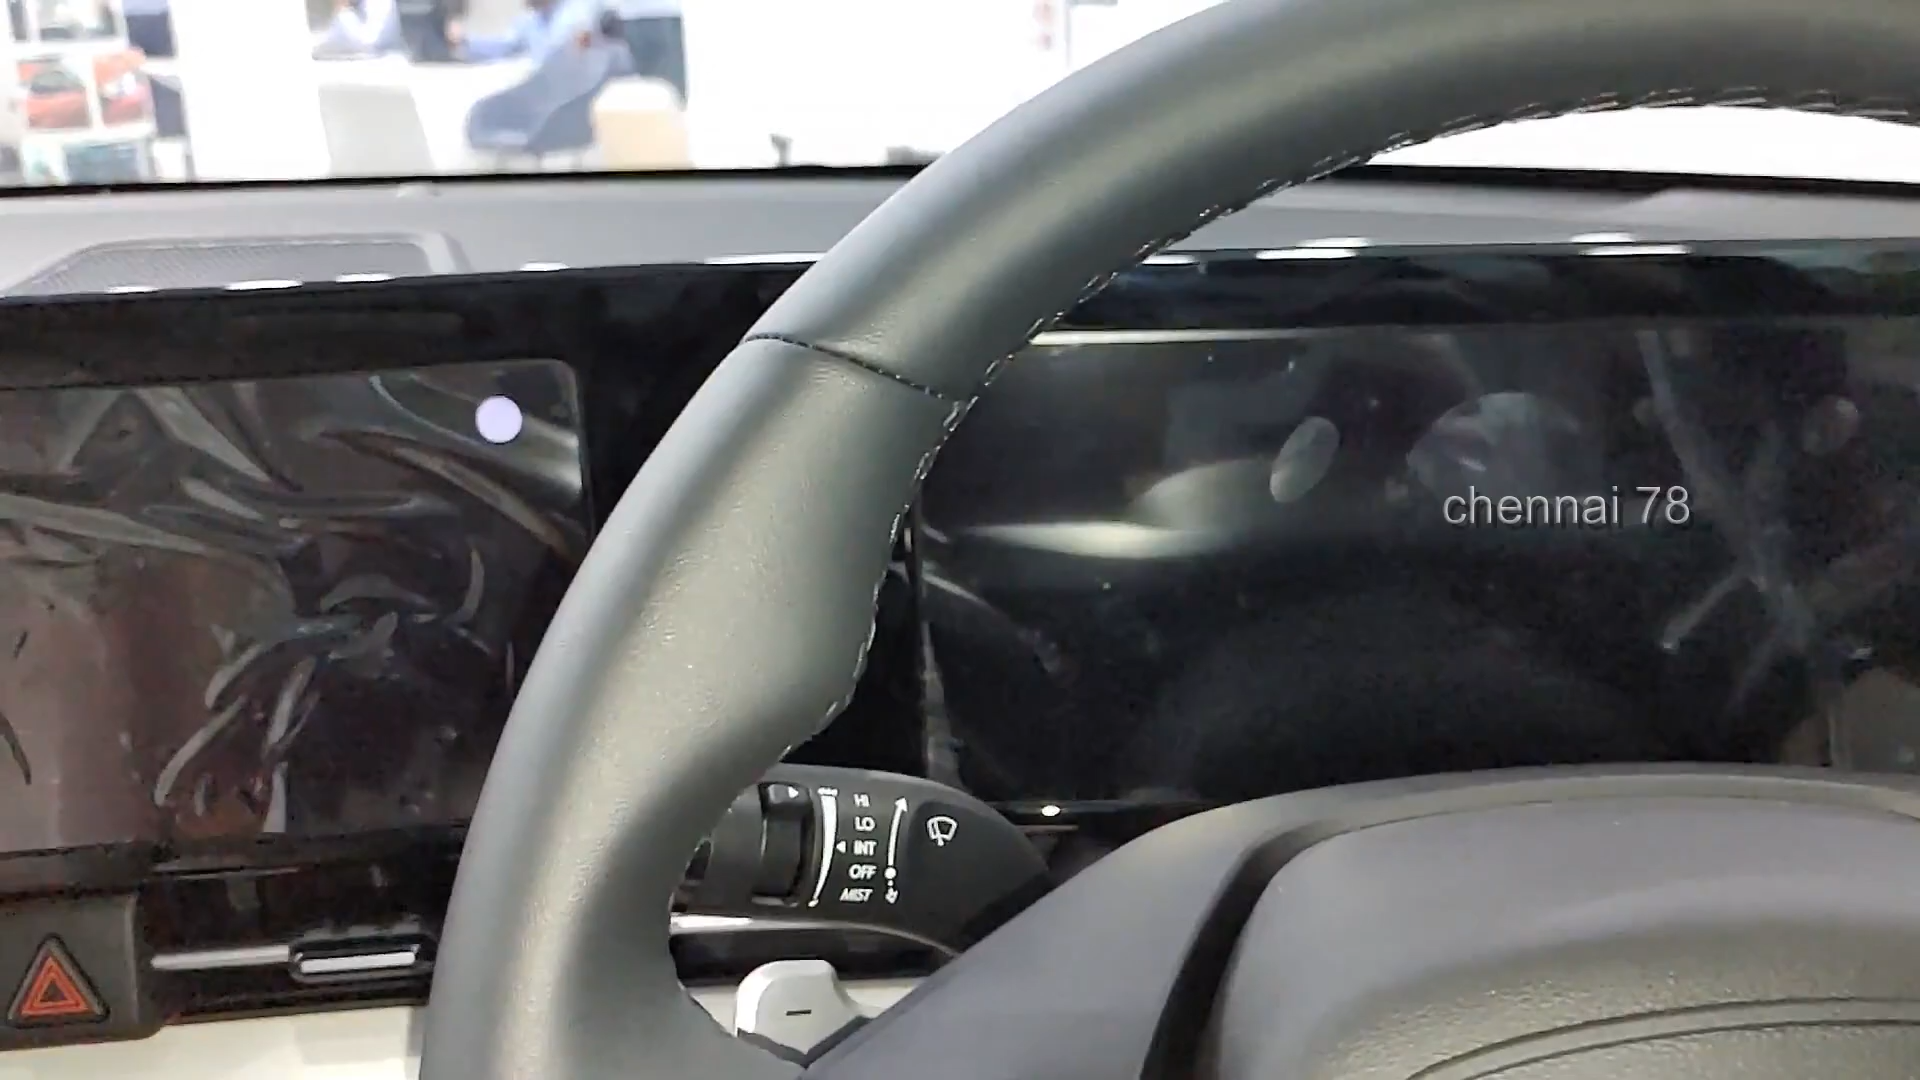 chennai 78
HI
LO
INT
OFF
MIST
−